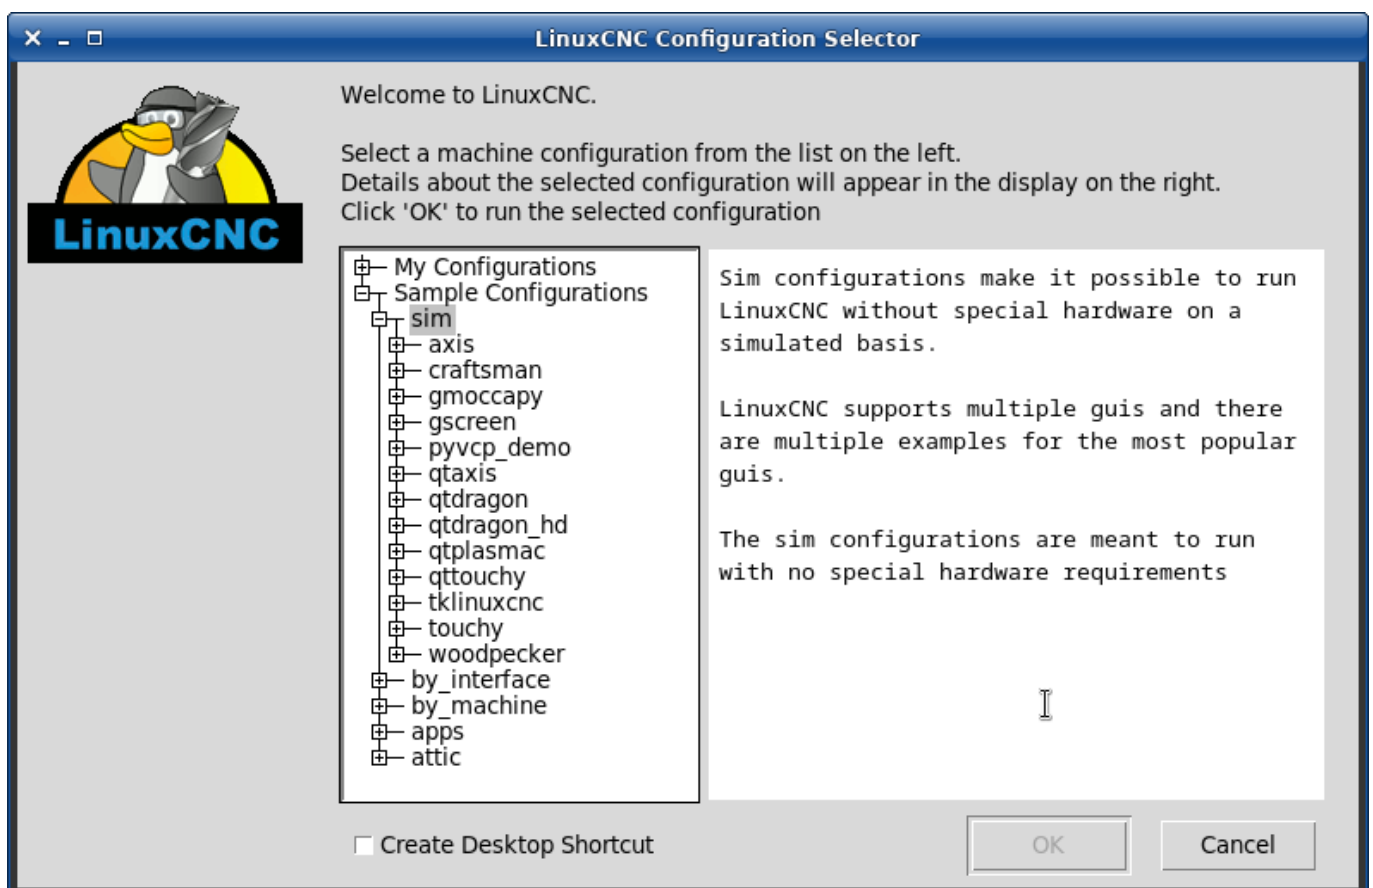 LinuxCNC Configuration Selector
LinuxCNC
Welcome to LinuxCNC.
Select a machine configuration from the list on the left.
Details about the selected configuration will appear in the display on the right.
Click 'OK' to run the selected configuration
My Configurations
Sample Configurations
sim
axis
craftsman
gmoccapy
gscreen
pyvcp_demo
qtaxis
qtdragon
qtdragon_hd
qtplasmac
qttouchy
tklinuxcnc
touchy
woodpecker
by_interface
by_machine
apps
attic
Sim configurations make it possible to run
LinuxCNC without special hardware on a
simulated basis.
LinuxCNC supports multiple guis and there
are multiple examples for the most popular
guis.
The sim configurations are meant to run
with no special hardware requirements
Create Desktop Shortcut
OK
Cancel